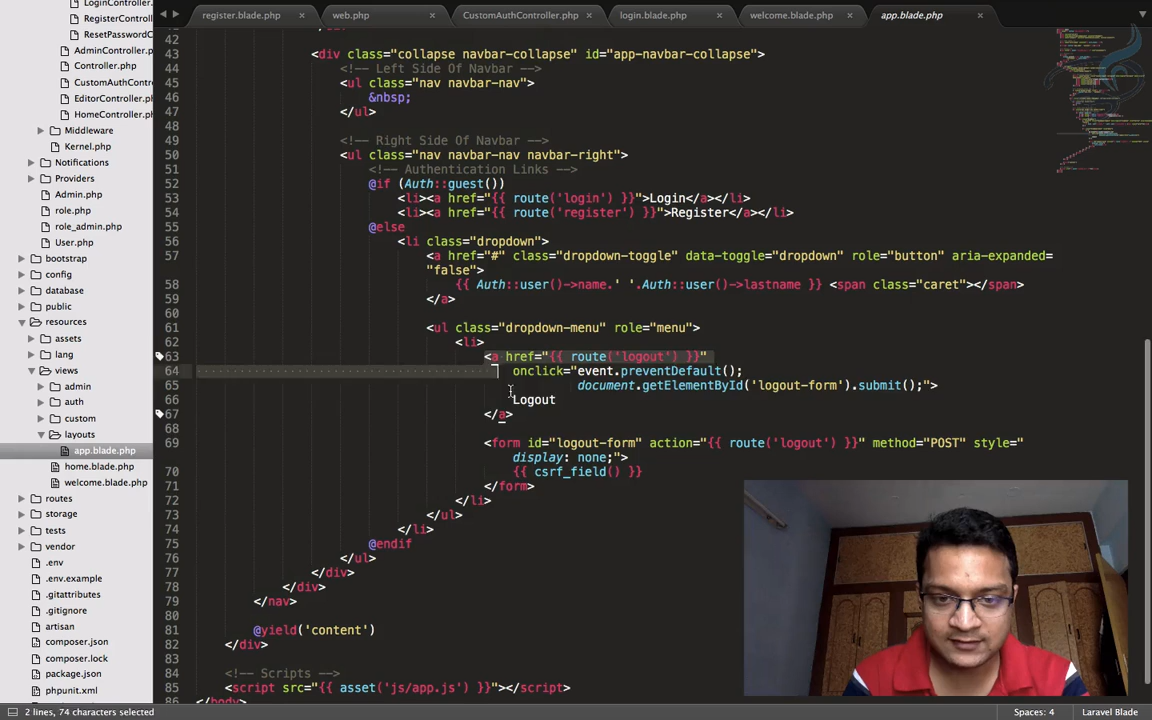 register.blade.php
web.php
CustomAuthController.php
login.blade.php
welcome.blade.php
app.blade.php
LoginController.php
RegisterController
ResetPasswordC
AdminController.php
Controller.php
CustomAuthContro
EditorController.ph
HomeController.ph
Middleware
Kernel.php
Notifications
Providers
Admin.php
role.php
role_admin.php
User.php
bootstrap
config
database
public
resources
assets
lang
views
admin
auth
custom
layouts
app.blade.php
home.blade.php
welcome.blade.php
routes
storage
tests
vendor
.env
.env.example
.gitattributes
.gitignore
artisan
composer.json
composer.lock
package.json
phpunit.xml
42
43 <div class="collapse navbar-collapse" id="app-navbar-collapse">
44 <!-- Left Side Of Navbar -->
45 <ul class="nav navbar-nav">
46 &nbsp;
47 </ul>
48
49 <!-- Right Side Of Navbar -->
50 <ul class="nav navbar-nav navbar-right">
51 <!-- Authentication Links -->
52 @if (Auth::guest())
53 <li><a href="{{ route('login') }}">Login</a></li>
54 <li><a href="{{ route('register') }}">Register</a></li>
55 @else
56 <li class="dropdown">
57 <a href="#" class="dropdown-toggle" data-toggle="dropdown" role="button" aria-expanded=
"false">
58 {{ Auth::user()->name.' '.Auth::user()->lastname }} <span class="caret"></span>
59 </a>
60
61 <ul class="dropdown-menu" role="menu">
62 <li>
63 <a href="{{ route('logout') }}"
64 onclick="event.preventDefault();
65 document.getElementById('logout-form').submit();">
66 Logout
67 </a>
68
69 <form id="logout-form" action="{{ route('logout') }}" method="POST" style="
display: none;">
70 {{ csrf_field() }}
71 </form>
72 </li>
73 </ul>
74 </li>
75 @endif
76 </ul>
77 </div>
78 </div>
79 </nav>
80
81 @yield('content')
82 </div>
83
84 <!-- Scripts -->
85 <script src="{{ asset('js/app.js') }}"></script>
86 </body>
2 lines, 74 characters selected
Spaces: 4
Laravel Blade